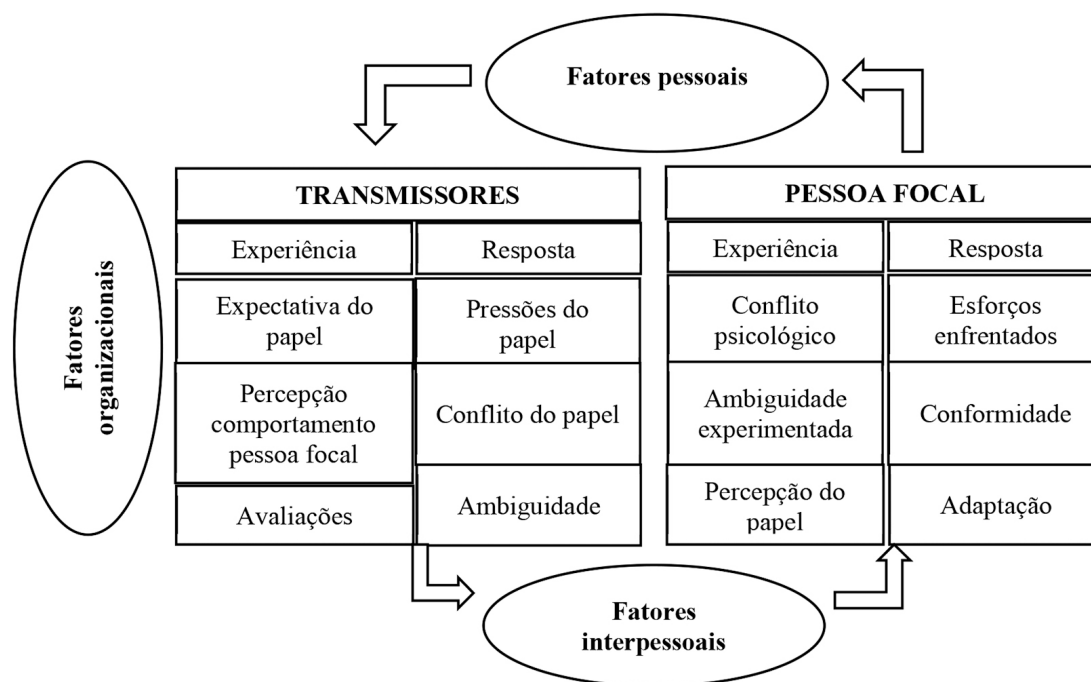 Fatores pessoais
Fatores
organizacionais
TRANSMISSORES
Experiência
Resposta
Expectativa do
papel
Pressões do
papel
Percepção
comportamento
pessoa focal
Conflito do papel
Avaliações
Ambiguidade
PESSOA FOCAL
Experiência
Resposta
Conflito
psicológico
Esforços
enfrentados
Ambiguidade
experimentada
Conformidade
Percepção do
papel
Adaptação
Fatores
interpessoais